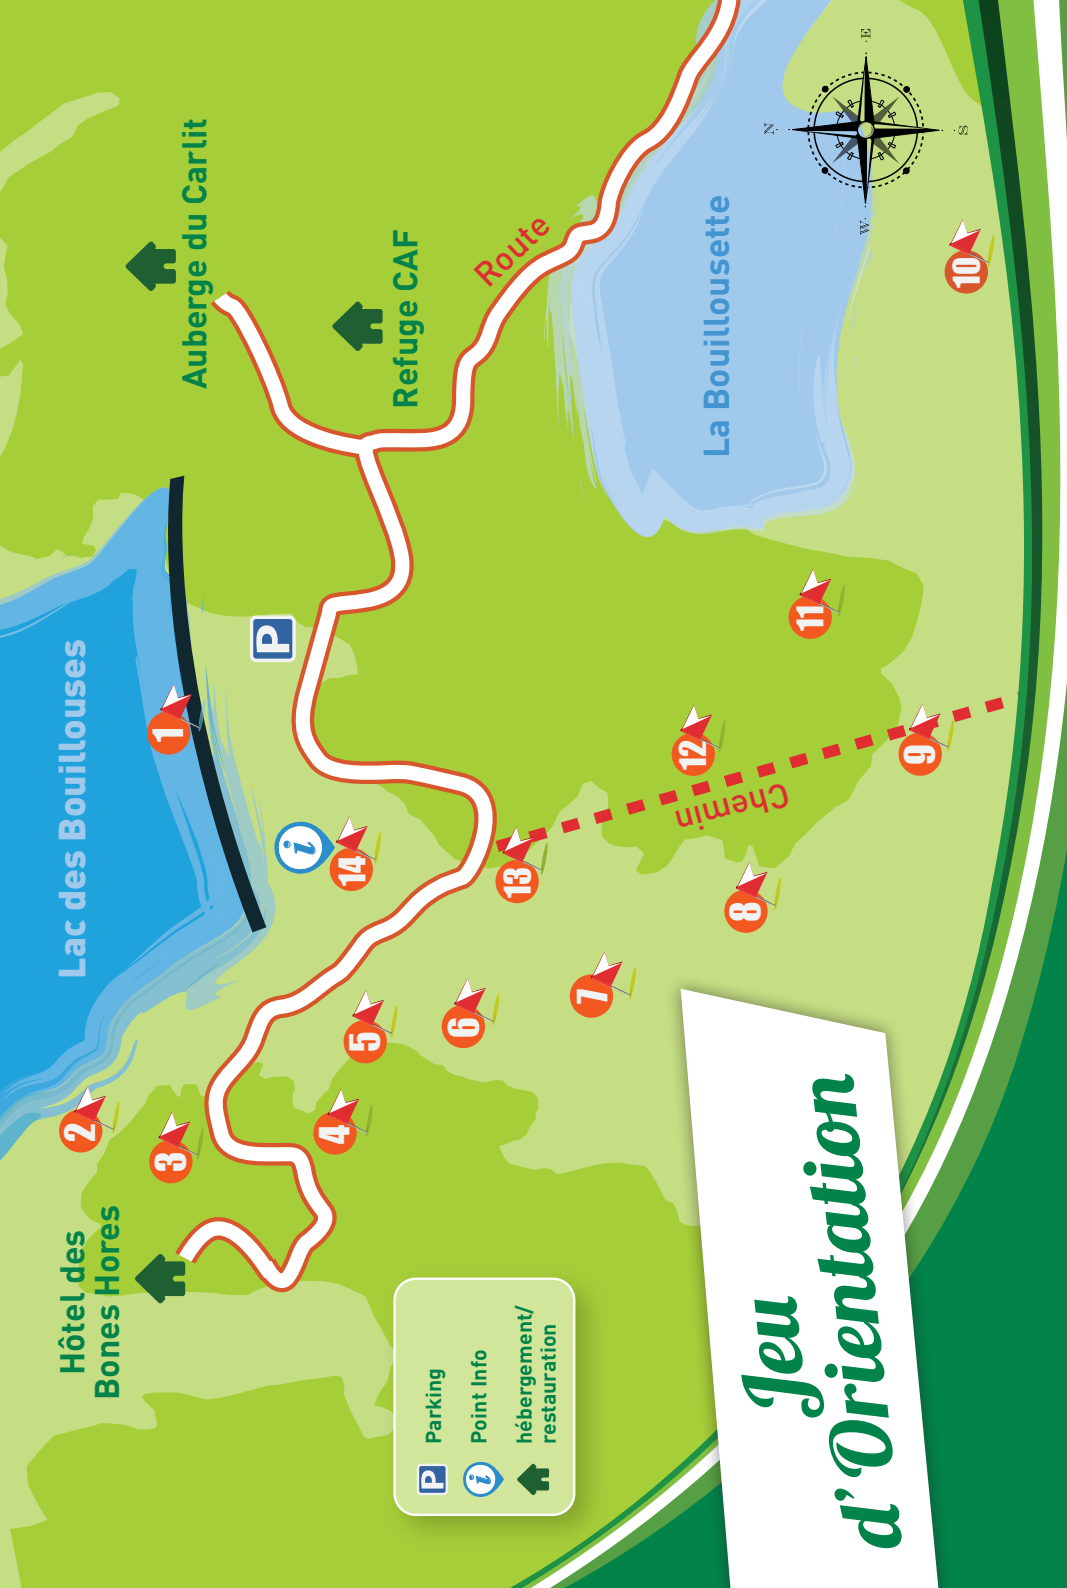 Lac des Bouillouses
Auberge du Carlit
Refuge CAF
Route
La Bouillousette
N
E
S
W
Hôtel des
Bones Hores
P
i
1
2
3
4
5
6
7
8
9
10
11
12
13
14
Chemin
P Parking
i Point Info
hébergement/
restauration
Jeu
d'Orientation